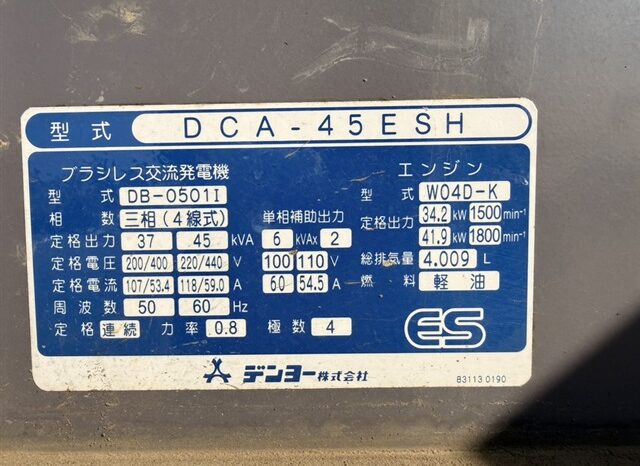 型式 DCA-45ESH
ブラシレス交流発電機 エンジン
型式 DB-0501I 型式 W04D-K
相数 三相(4線式) 単相補助出力 定格出力 34.2 kW 1500 min⁻¹
定格出力 37 45 kVA 6 kVAx 2 41.9 kW 1800 min⁻¹
定格電圧 200/400 220/440 V 100 110 V 総排気量 4.009 L
定格電流 107/53.4 118/59.0 A 60 54.5 A 燃料 軽油
周波数 50 60 Hz
定格 連続 力率 0.8 極数 4 ES
デンヨー株式会社 B3113 0190